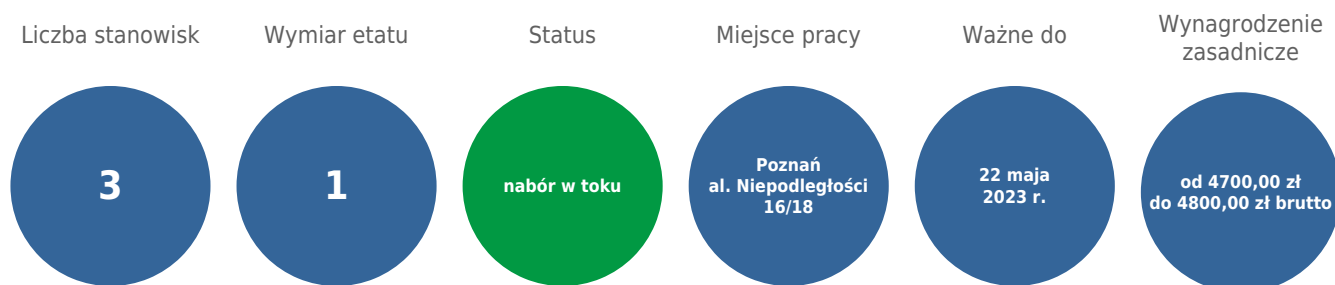 Liczba stanowisk
3
Wymiar etatu
1
Status
nabór w toku
Miejsce pracy
Poznań
al. Niepodległości
16/18
Ważne do
22 maja
2023 r.
Wynagrodzenie
zasadnicze
od 4700,00 zł
do 4800,00 zł brutto